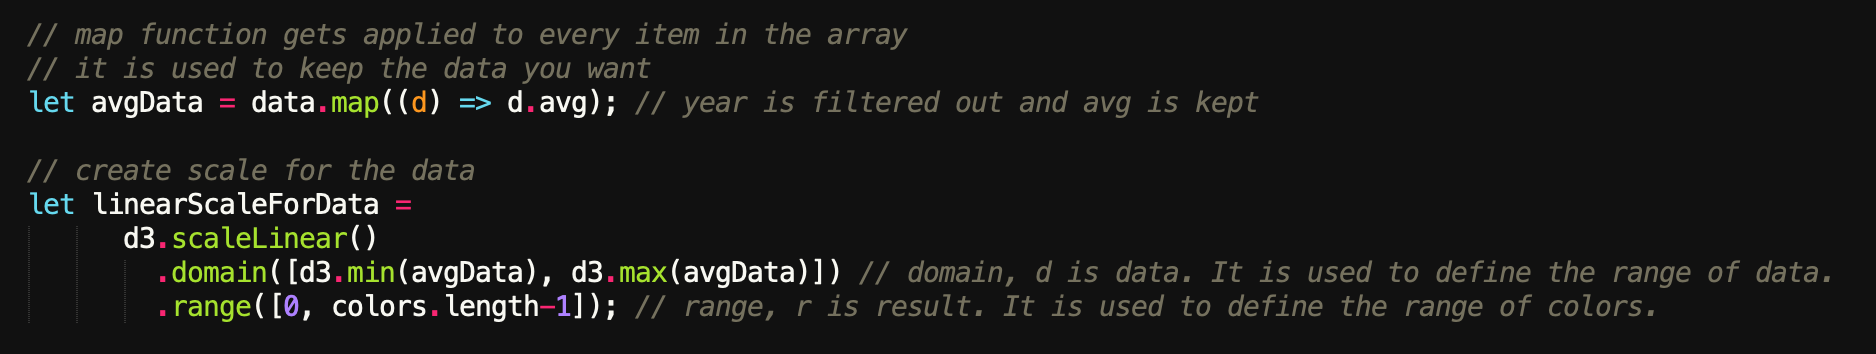 // map function gets applied to every item in the array
// it is used to keep the data you want
let avgData = data.map((d) => d.avg); // year is filtered out and avg is kept
// create scale for the data
let linearScaleForData =
d3.scaleLinear()
.domain([d3.min(avgData), d3.max(avgData)]) // domain, d is data. It is used to define the range of data.
.range([0, colors.length-1]); // range, r is result. It is used to define the range of colors.